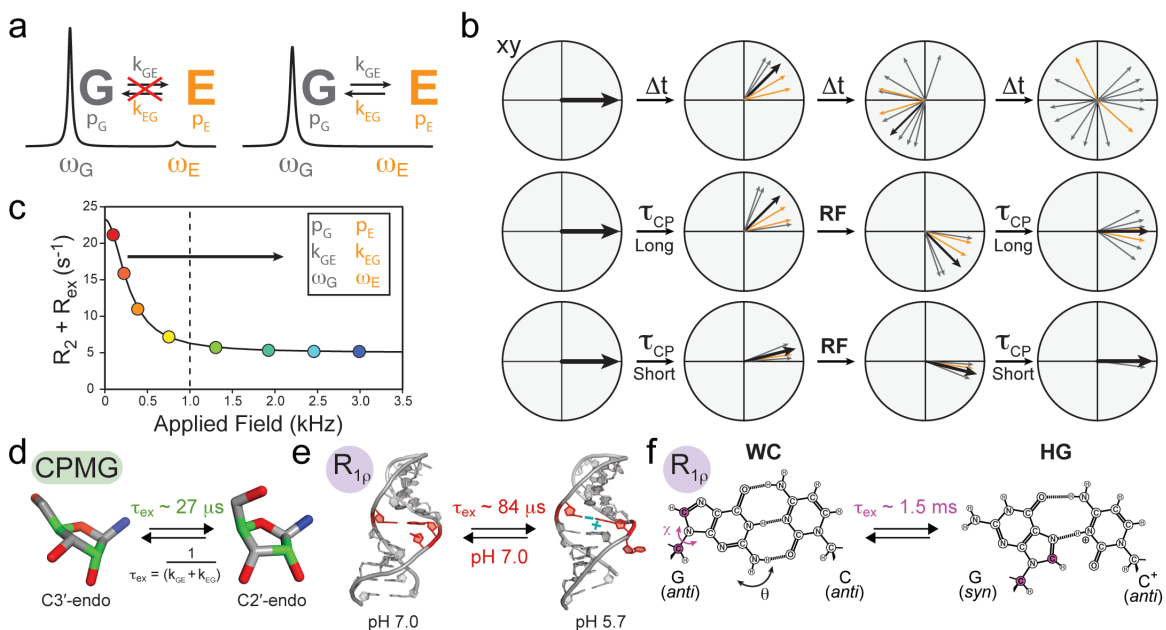 a
k_GE
G E
k_EG
p_G p_E
ω_G ω_E
k_GE
G E
k_EG
p_G p_E
ω_G ω_E
b
xy
Δt Δt Δt
τ_CP RF τ_CP
Long Long
τ_CP RF τ_CP
Short Short
c
R₂ + R_ex (s⁻¹)
25
20
15
10
5
0
0 0.5 1.0 1.5 2.0 2.5 3.0 3.5
Applied Field (kHz)
p_G p_E
k_GE k_EG
ω_G ω_E
d
CPMG
τ_ex ~ 27 μs
τ_ex = 1/(k_GE + k_EG)
C3′-endo C2′-endo
e
R_1ρ
τ_ex ~ 84 μs
pH 7.0
pH 7.0 pH 5.7
+
f
R_1ρ
WC HG
τ_ex ~ 1.5 ms
χ
θ
G C
(anti) (anti)
G C⁺
(syn) (anti)